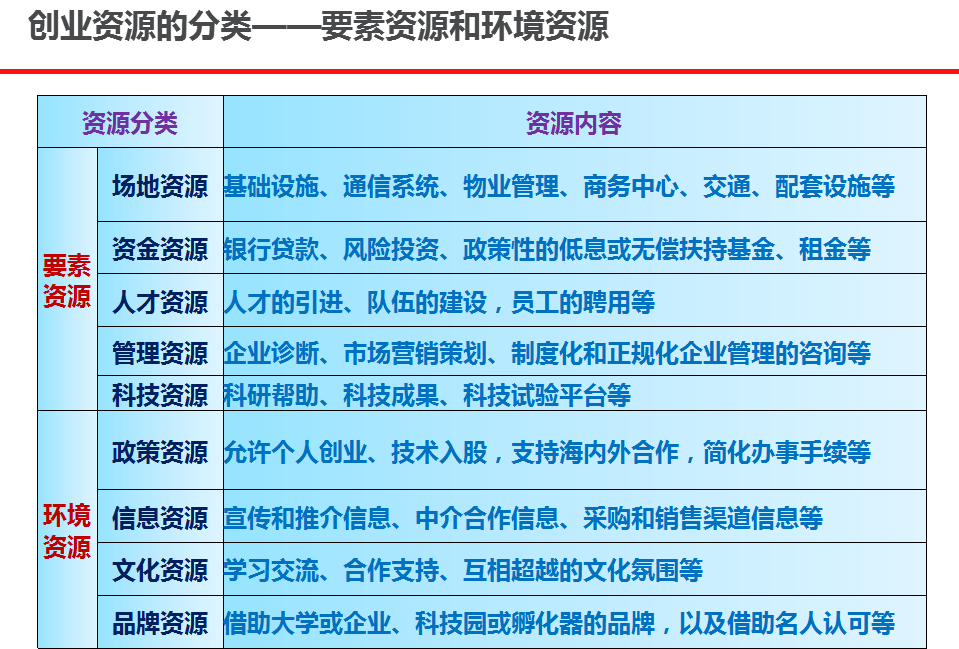 创业资源的分类——要素资源和环境资源
资源分类 资源内容
要素
资源
场地资源 基础设施、通信系统、物业管理、商务中心、交通、配套设施等
资金资源 银行贷款、风险投资、政策性的低息或无偿扶持基金、租金等
人才资源 人才的引进、队伍的建设，员工的聘用等
管理资源 企业诊断、市场营销策划、制度化和正规化企业管理的咨询等
科技资源 科研帮助、科技成果、科技试验平台等
环境
资源
政策资源 允许个人创业、技术入股，支持海内外合作，简化办事手续等
信息资源 宣传和推介信息、中介合作信息、采购和销售渠道信息等
文化资源 学习交流、合作支持、互相超越的文化氛围等
品牌资源 借助大学或企业、科技园或孵化器的品牌，以及借助名人认可等